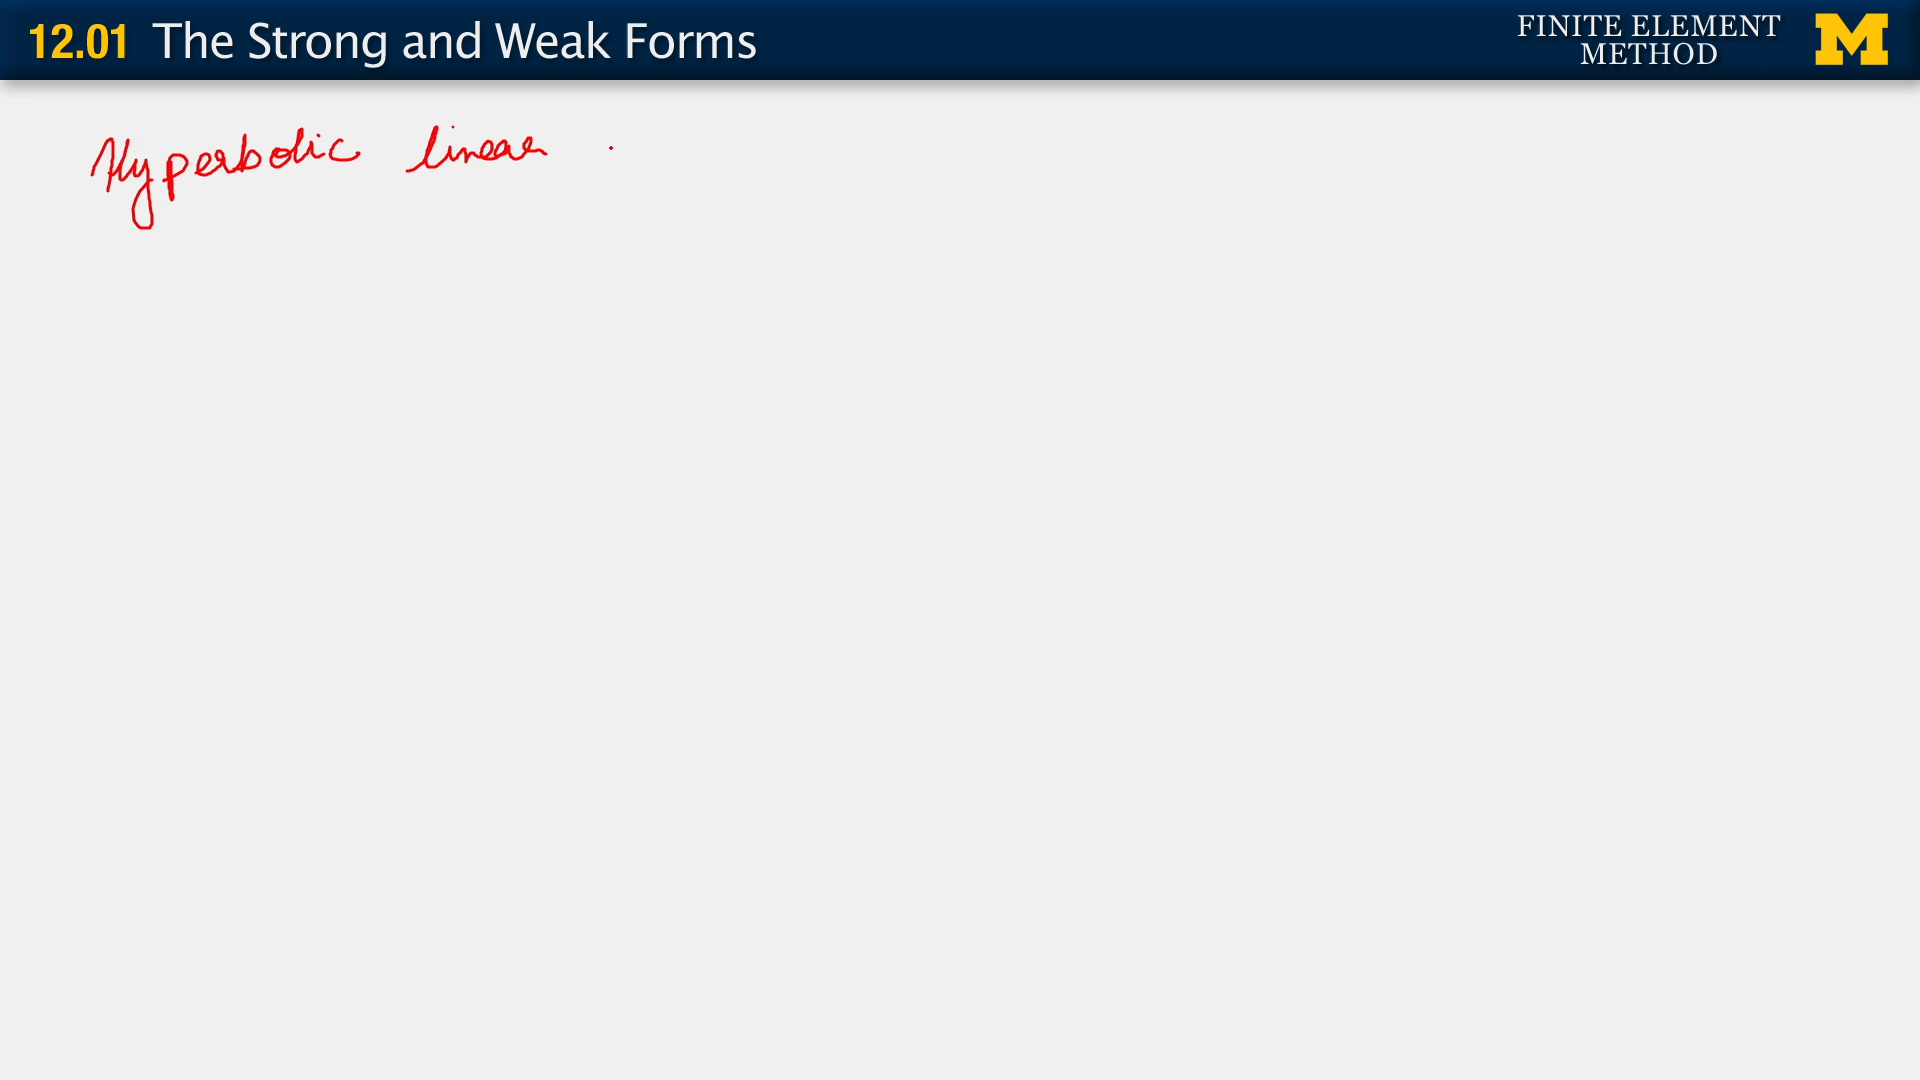 12.01 The Strong and Weak Forms
FINITE ELEMENT
METHOD
M
Hyperbolic linear